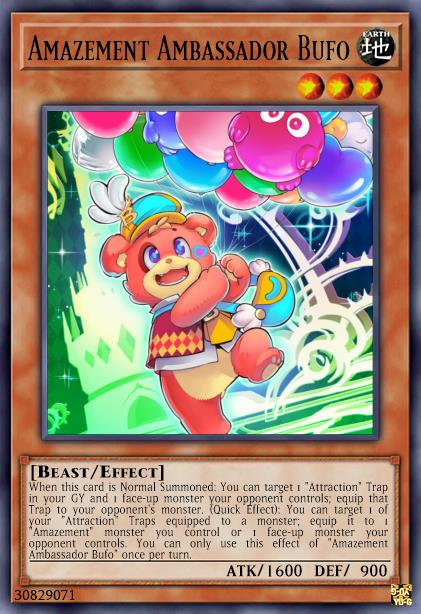 Amazement Ambassador Bufo
EARTH
地
[Beast/Effect]
When this card is Normal Summoned: You can target 1 "Attraction" Trap
in your GY and 1 face-up monster your opponent controls; equip that
Trap to your opponent's monster. (Quick Effect): You can target 1 of
your "Attraction" Traps equipped to a monster; equip it to 1
"Amazement" monster you control or 1 face-up monster your
opponent controls. You can only use this effect of "Amazement
Ambassador Bufo" once per turn.
ATK/1600 DEF/ 900
30829071